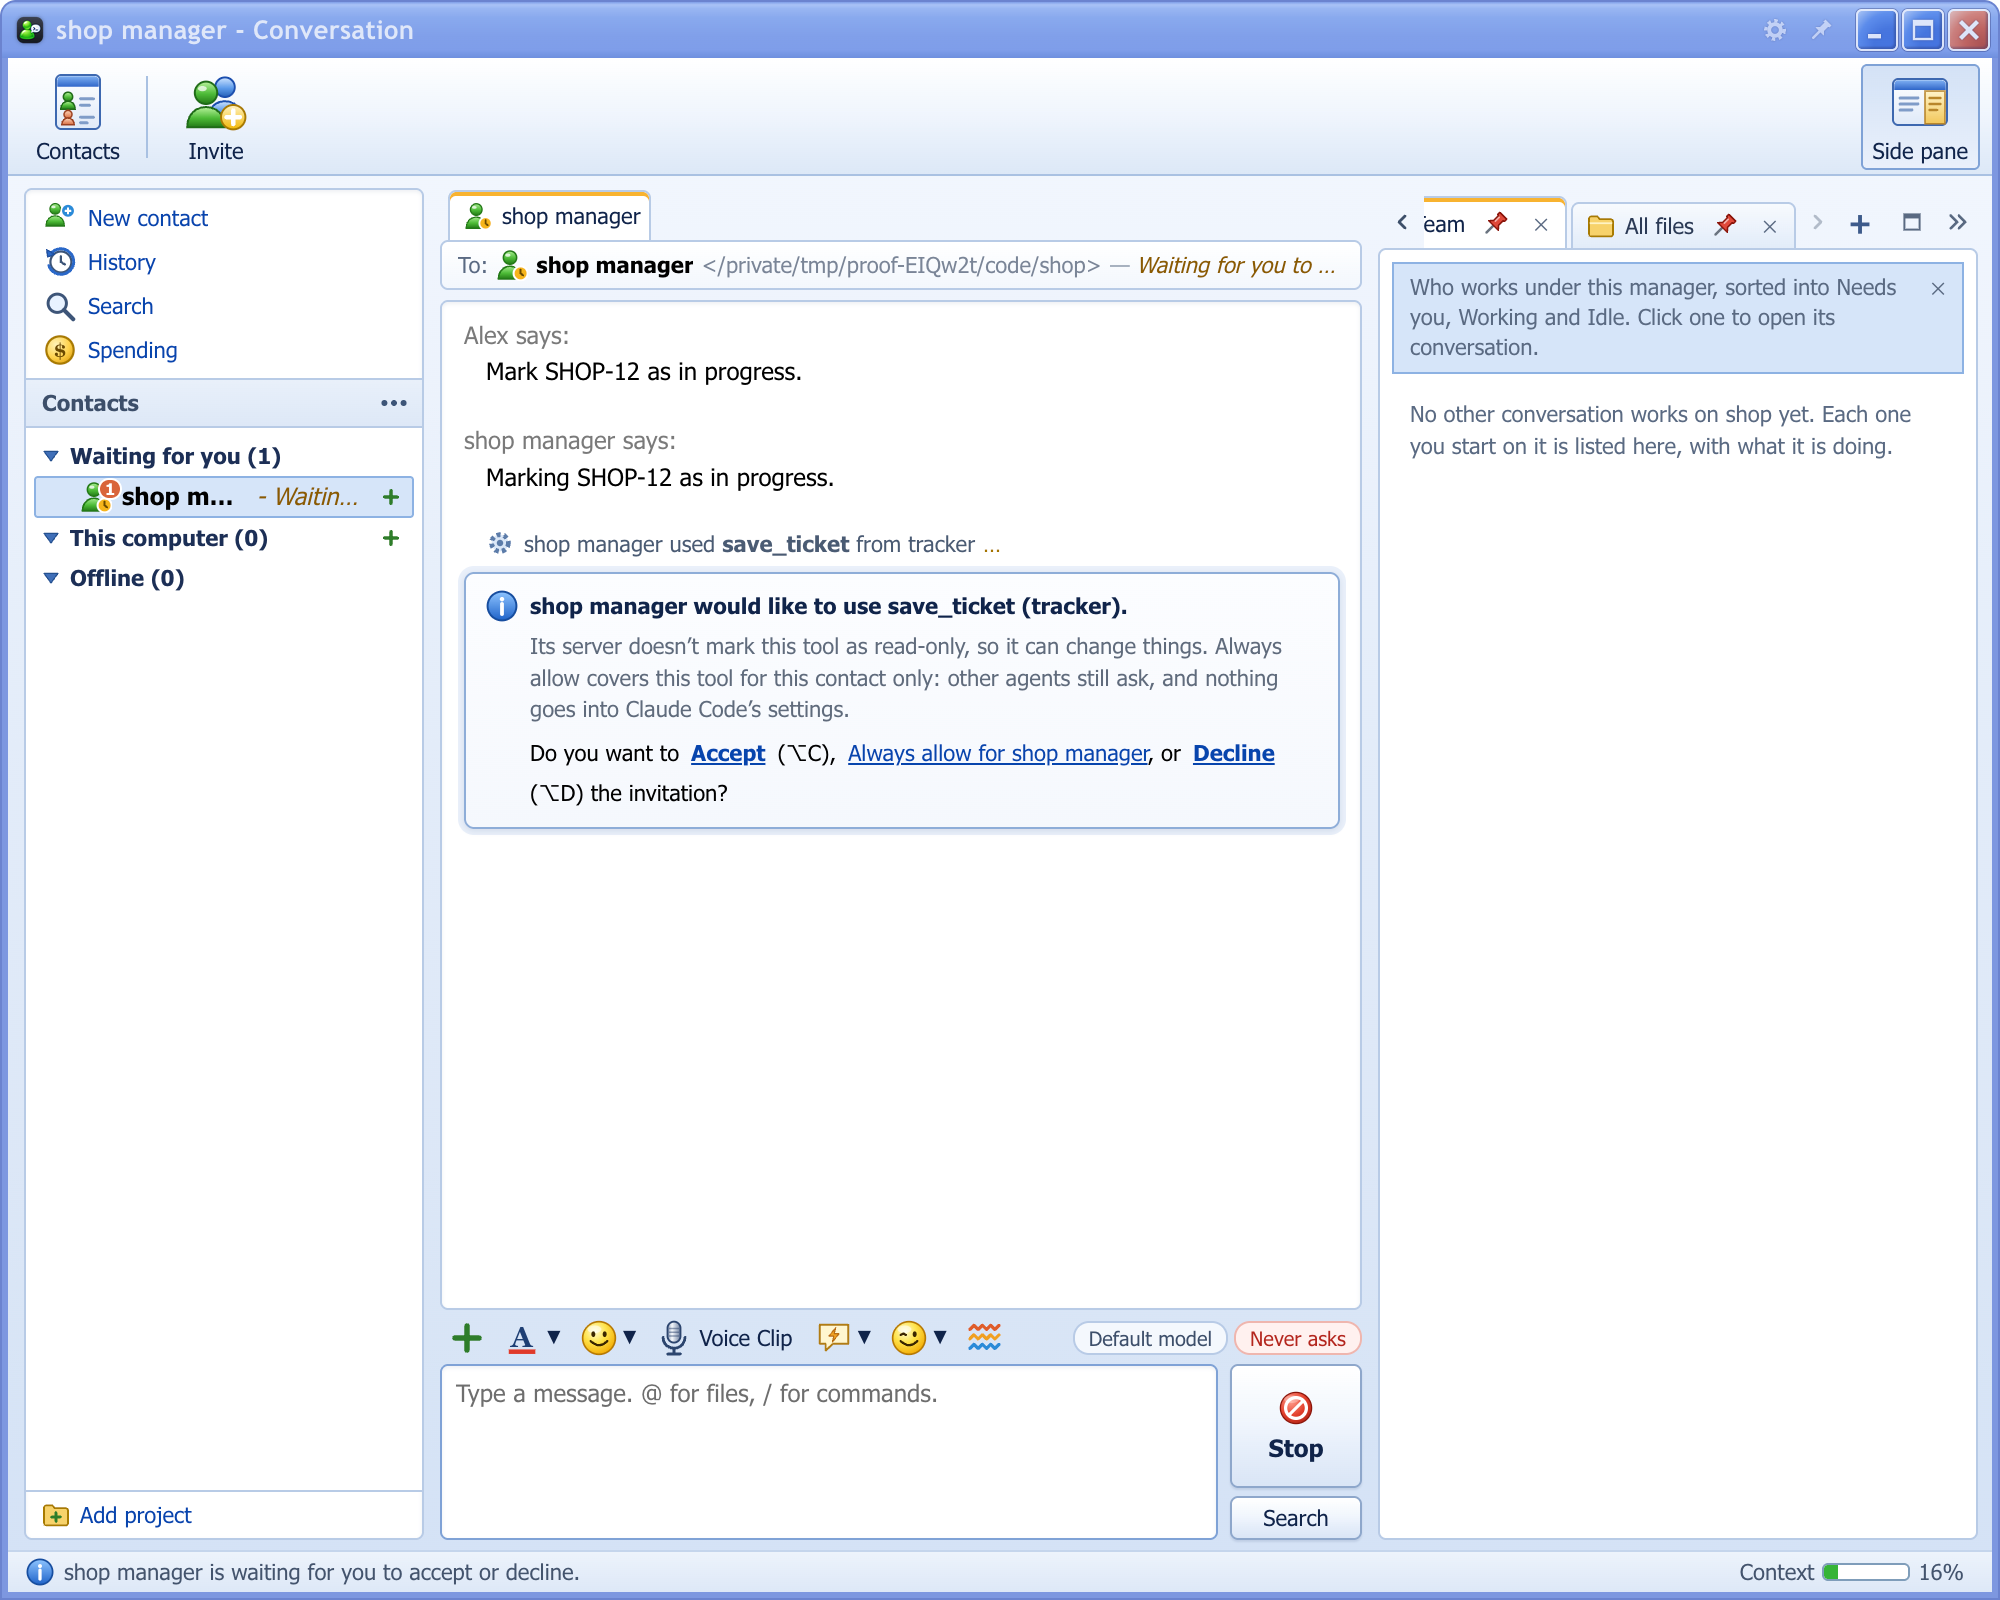 shop manager - Conversation
Contacts
Invite
Side pane
New contact
History
Search
Spending
Contacts
Waiting for you (1)
1 shop m... - Waitin... +
This computer (0) +
Offline (0)
Add project
shop manager
To: shop manager </private/tmp/proof-EIQw2t/code/shop> — Waiting for you to ...
Alex says:
Mark SHOP-12 as in progress.
shop manager says:
Marking SHOP-12 as in progress.
shop manager used save_ticket from tracker ...
shop manager would like to use save_ticket (tracker).
Its server doesn’t mark this tool as read-only, so it can change things. Always
allow covers this tool for this contact only: other agents still ask, and nothing
goes into Claude Code’s settings.
Do you want to Accept (⌥C), Always allow for shop manager, or Decline
(⌥D) the invitation?
Voice Clip
Default model
Never asks
Type a message. @ for files, / for commands.
Stop
Search
eam
All files
Who works under this manager, sorted into Needs
you, Working and Idle. Click one to open its
conversation.
No other conversation works on shop yet. Each one
you start on it is listed here, with what it is doing.
shop manager is waiting for you to accept or decline.
Context 16%